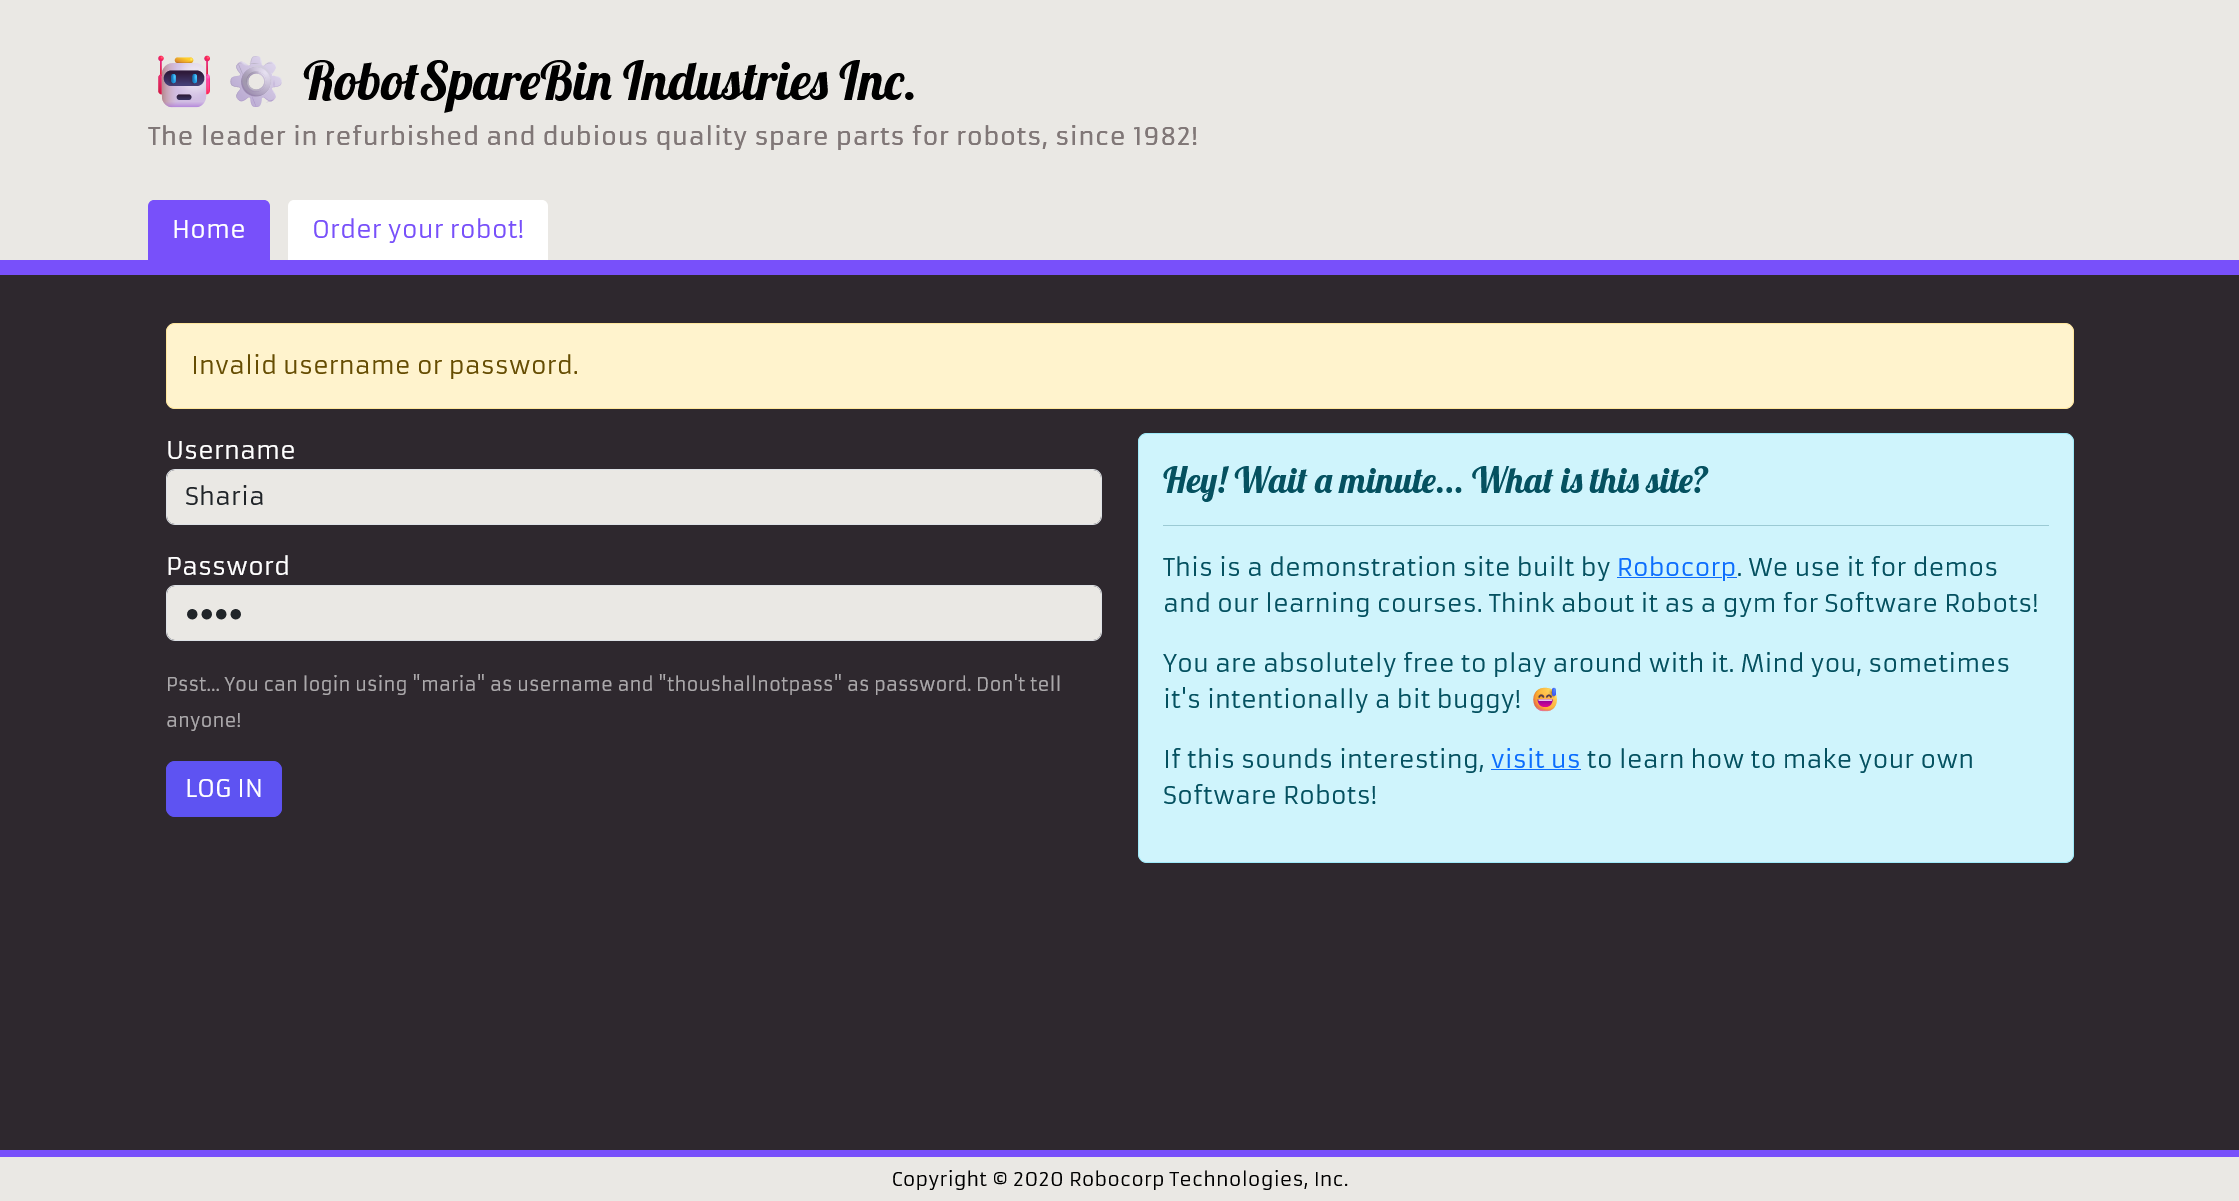 RobotSpareBin Industries Inc.
The leader in refurbished and dubious quality spare parts for robots, since 1982!
Home
Order your robot!
Invalid username or password.
Username
Sharia
Password
••••
Psst... You can login using "maria" as username and "thoushallnotpass" as password. Don't tell
anyone!
LOG IN
Hey! Wait a minute... What is this site?
This is a demonstration site built by Robocorp. We use it for demos
and our learning courses. Think about it as a gym for Software Robots!
You are absolutely free to play around with it. Mind you, sometimes
it's intentionally a bit buggy! 😅
If this sounds interesting, visit us to learn how to make your own
Software Robots!
Copyright © 2020 Robocorp Technologies, Inc.